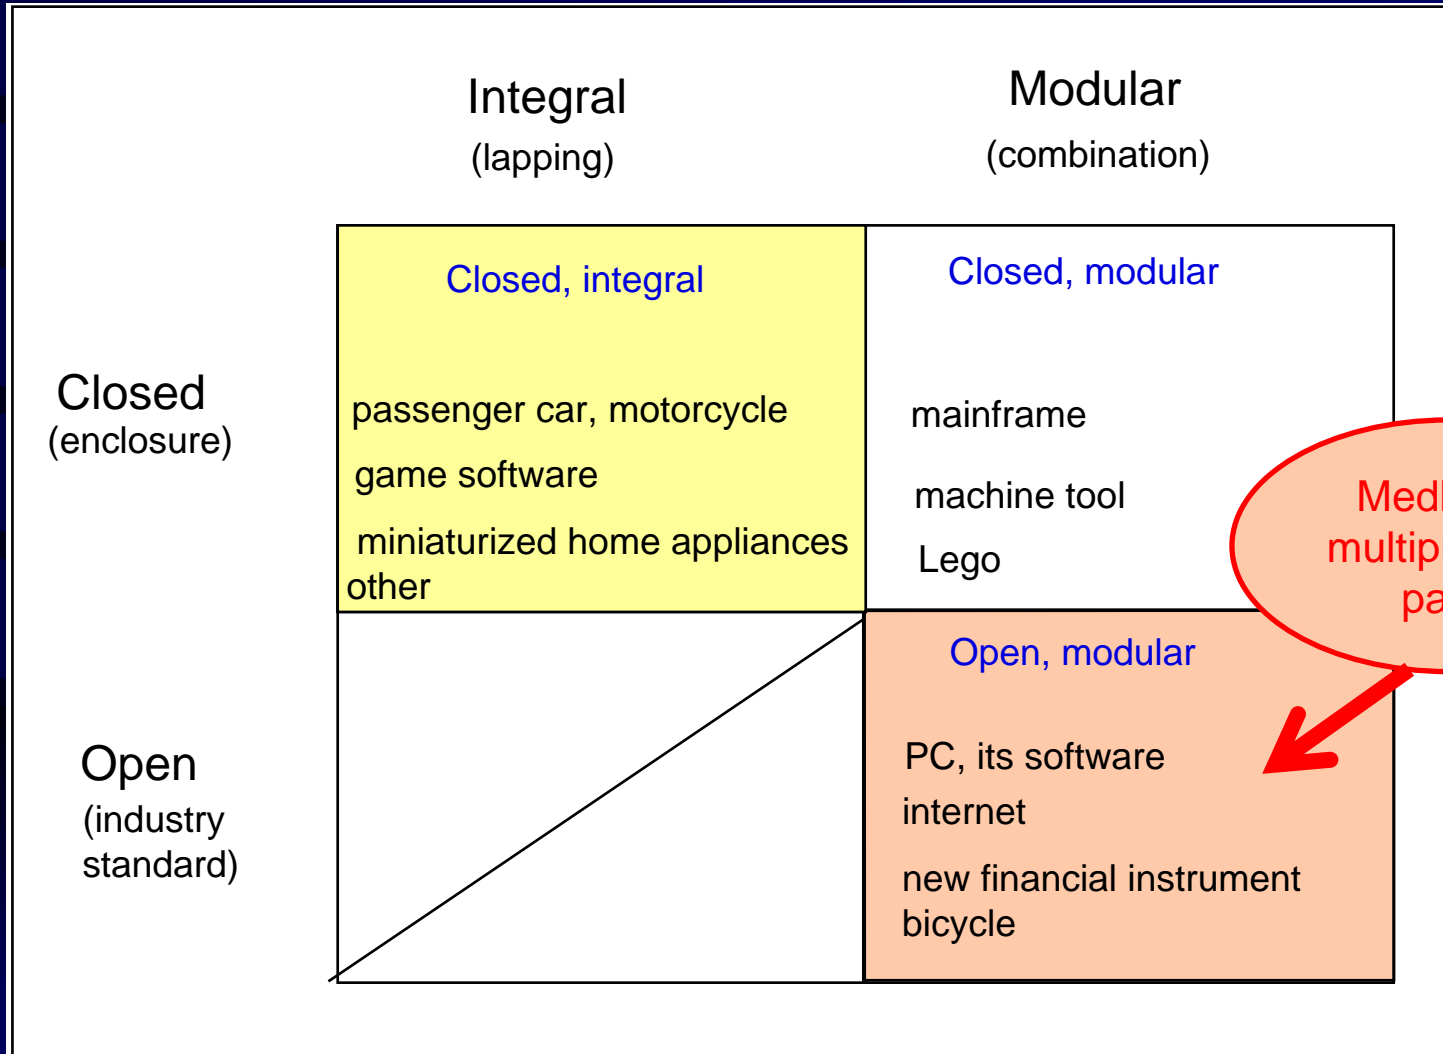 Integral
(lapping)
Modular
(combination)
Closed
(enclosure)
Closed, integral
passenger car, motorcycle
game software
miniaturized home appliances
other
Closed, modular
mainframe
machine tool
Lego
Open
(industry
standard)
Open, modular
PC, its software
internet
new financial instrument
bicycle